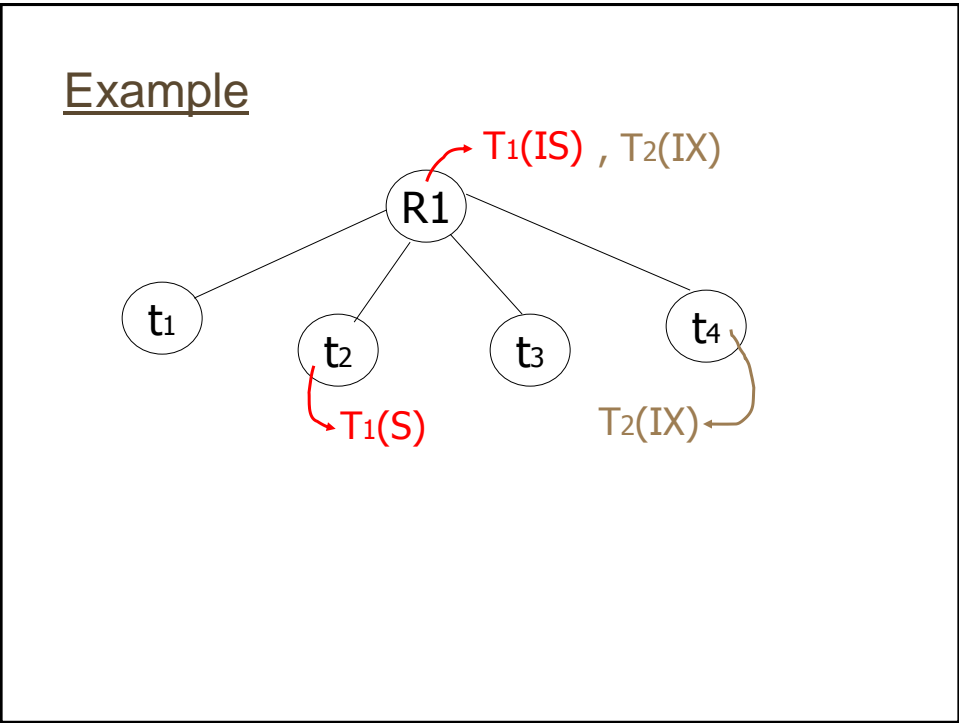 Example
T1(IS) , T2(IX)
R1
t1
t2
t3
t4
T1(S)
T2(IX)